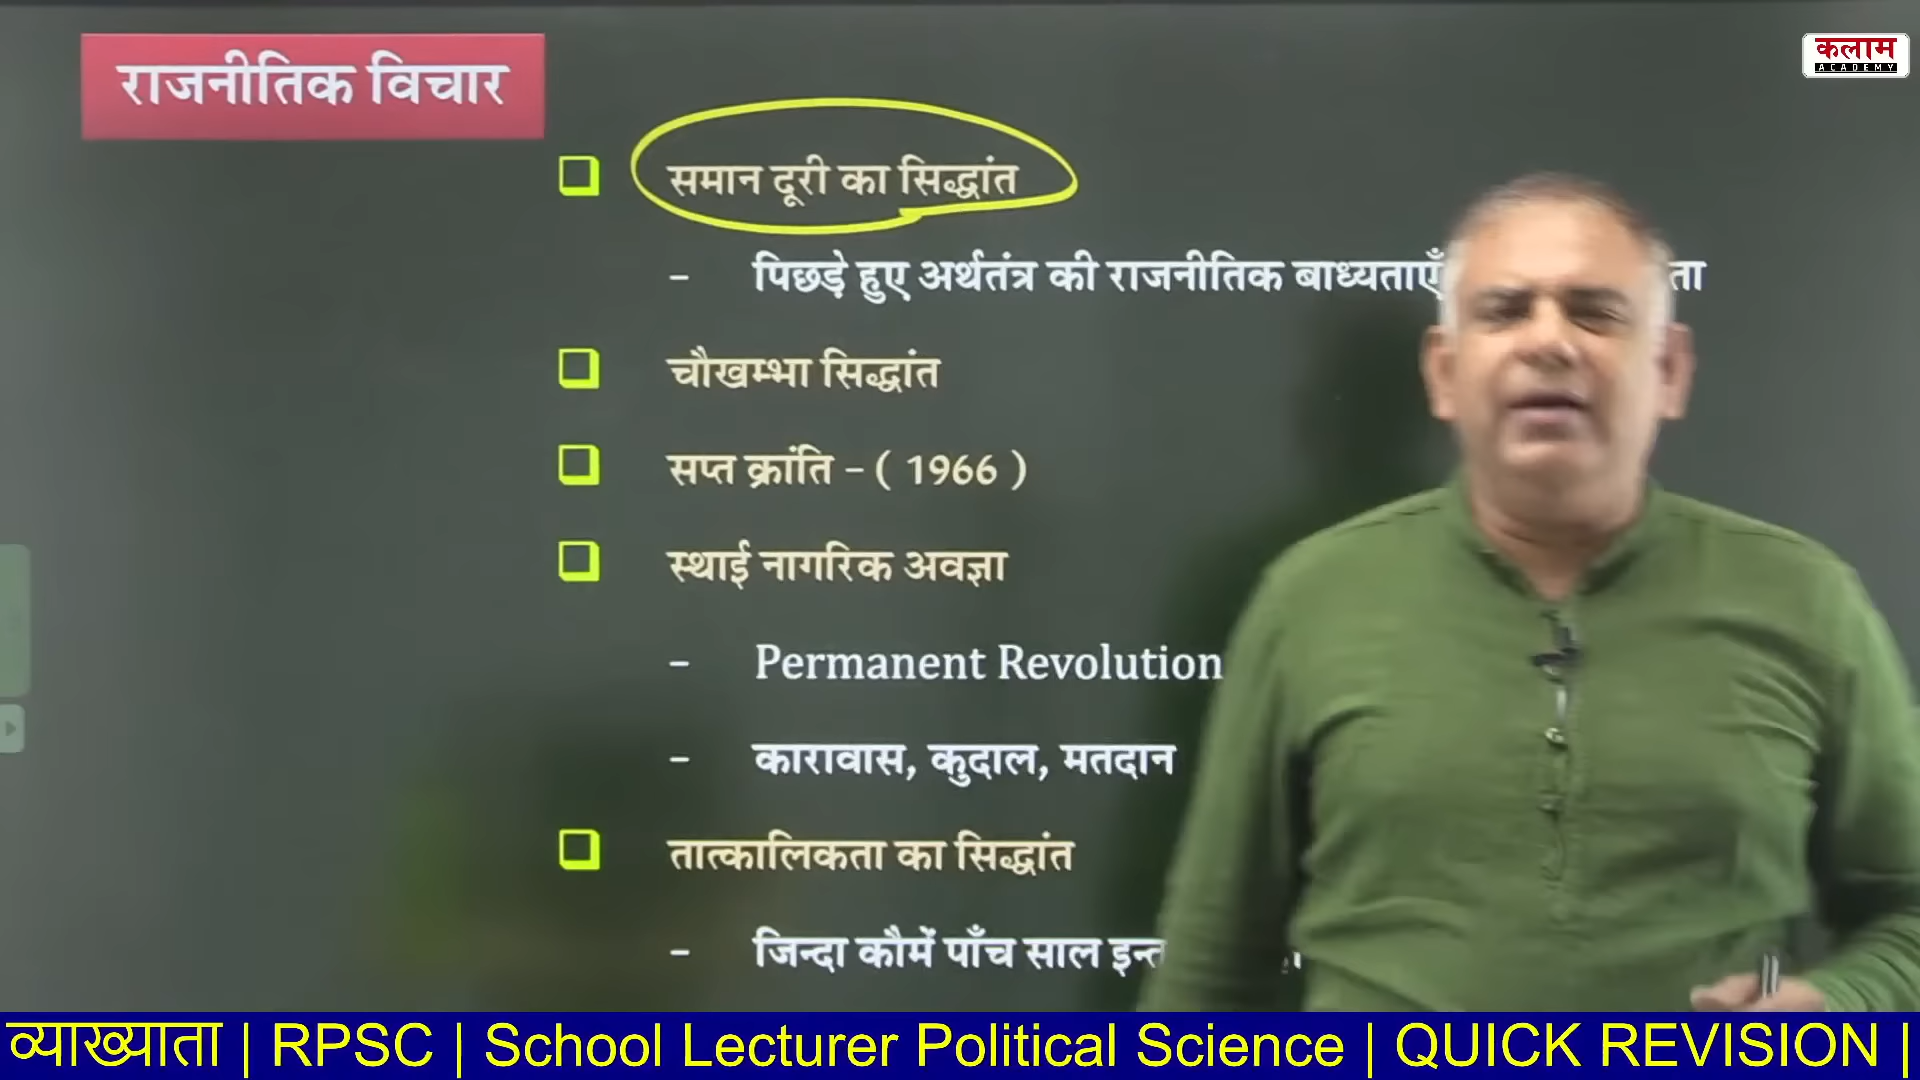 राजनीतिक विचार
कलाम
ACADEMY
समान दूरी का सिद्धांत
- पिछड़े हुए अर्थतंत्र की राजनीतिक बाध्यताएँ
चौखम्भा सिद्धांत
सप्त क्रांति - ( 1966 )
स्थाई नागरिक अवज्ञा
- Permanent Revolution
- कारावास, कुदाल, मतदान
तात्कालिकता का सिद्धांत
- जिन्दा कौमें पाँच साल
व्याख्याता | RPSC | School Lecturer Political Science | QUICK REVISION |